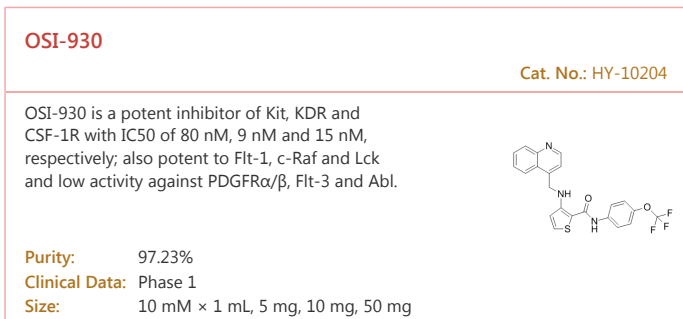 OSI-930
Cat. No.: HY-10204
OSI-930 is a potent inhibitor of Kit, KDR and
CSF-1R with IC50 of 80 nM, 9 nM and 15 nM,
respectively; also potent to Flt-1, c-Raf and Lck
and low activity against PDGFRα/β, Flt-3 and Abl.
N
NH
O
S
N
H
O
F
F
F
Purity: 97.23%
Clinical Data: Phase 1
Size: 10 mM × 1 mL, 5 mg, 10 mg, 50 mg